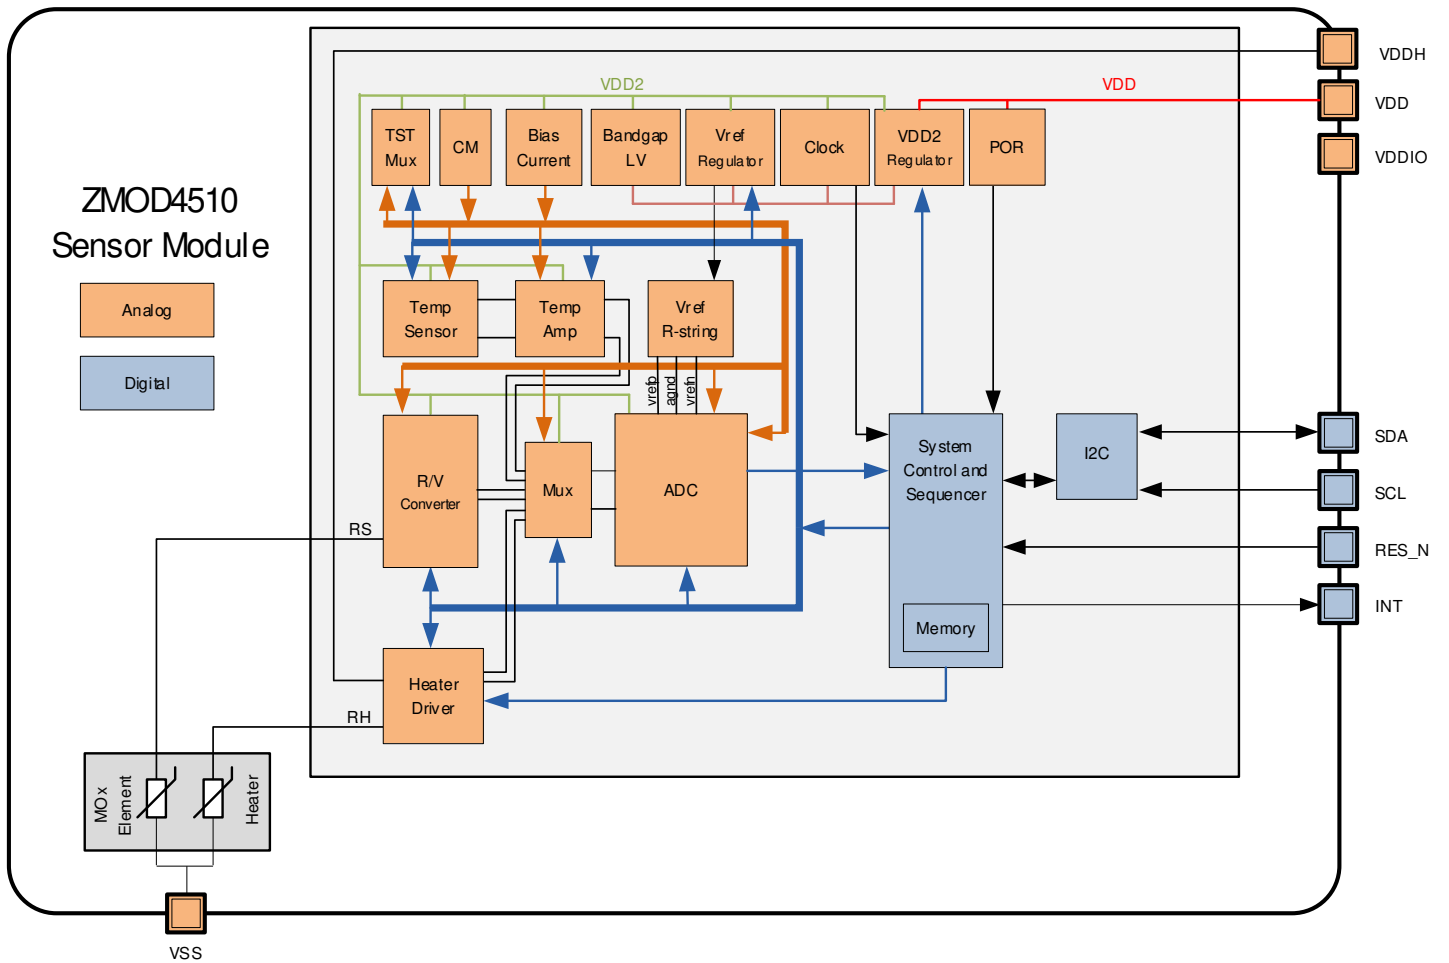 VDDH
VDD2
VDD
VDD
TST
Mux
CM
Bias
Current
Bandgap
LV
Vref
Regulator
Clock
VDD2
Regulator
POR
VDDIO
ZMOD4510
Sensor Module
Analog
Digital
Temp
Sensor
Temp
Amp
Vref
R-string
vrefp
agnd
vrefn
R/V
Converter
Mux
ADC
System
Control and
Sequencer
I2C
SDA
SCL
RES_N
INT
RS
Memory
Heater
Driver
RH
MOx
Element
Heater
VSS